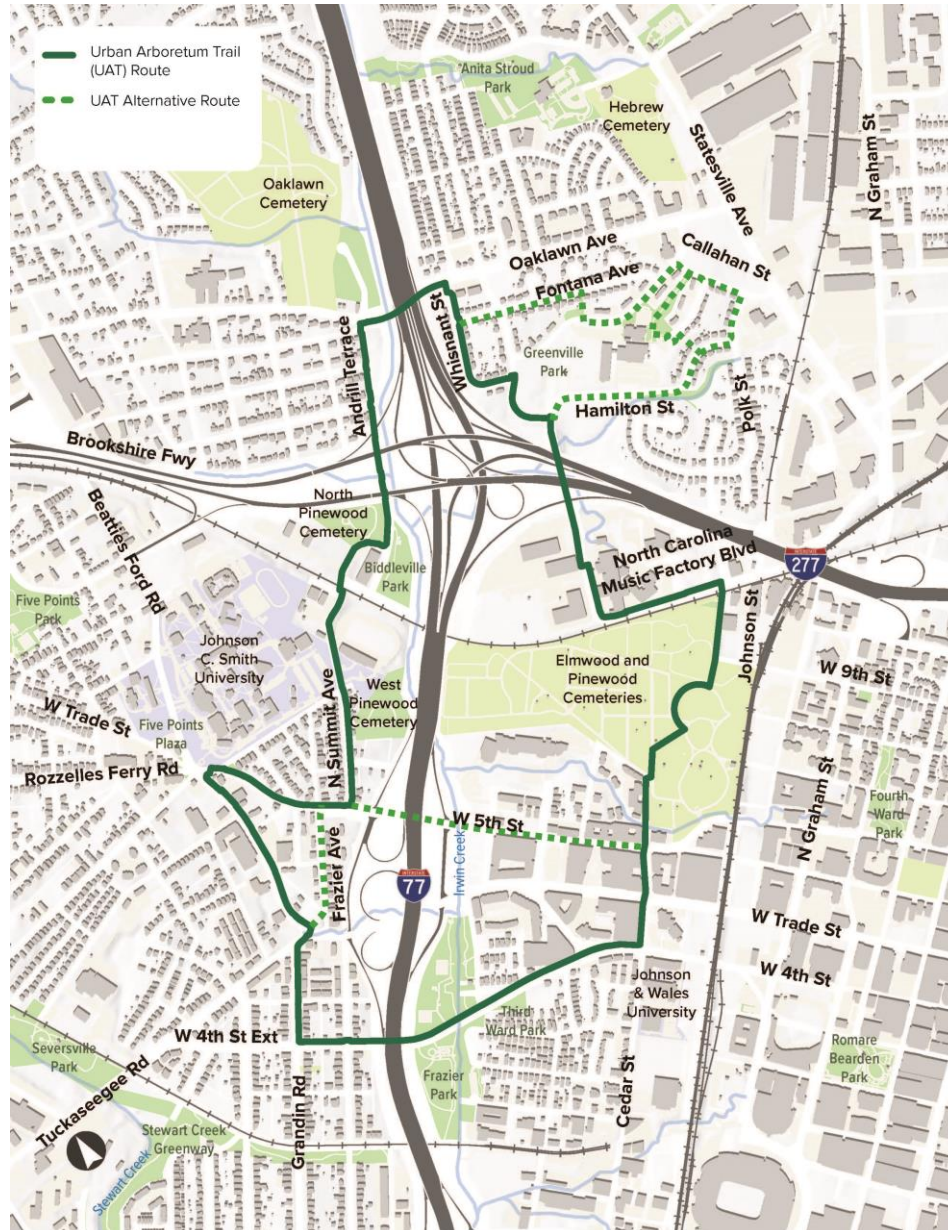 Urban Arboretum Trail
(UAT) Route
UAT Alternative Route
Anita Stroud
Park
Hebrew
Cemetery
Statesville Ave
N Graham St
Oaklawn
Cemetery
Oaklawn Ave
Callahan St
Fontana Ave
Whisnant St
Andrill Terrace
Greenville
Park
Hamilton St
Polk St
Brookshire Fwy
Beatties Ford Rd
North
Pinewood
Cemetery
Biddleville
Park
North Carolina
Music Factory Blvd
INTERSTATE
277
Five Points
Park
Johnson
C. Smith
University
Johnson St
W 9th St
Elmwood and
Pinewood
Cemeteries
West
Pinewood
Cemetery
N Summit Ave
W Trade St
Five Points
Plaza
Rozzelles Ferry Rd
N Graham St
Fourth
Ward
Park
W 5th St
Frazier Ave
Irwin Creek
INTERSTATE
77
W Trade St
W 4th St
Johnson
& Wales
University
Third
Ward Park
W 4th St Ext
Seversville
Park
Romare
Bearden
Park
Tuckaseegee Rd
Grandin Rd
Frazier
Park
Cedar St
Stewart Creek
Greenway
Stewart Creek